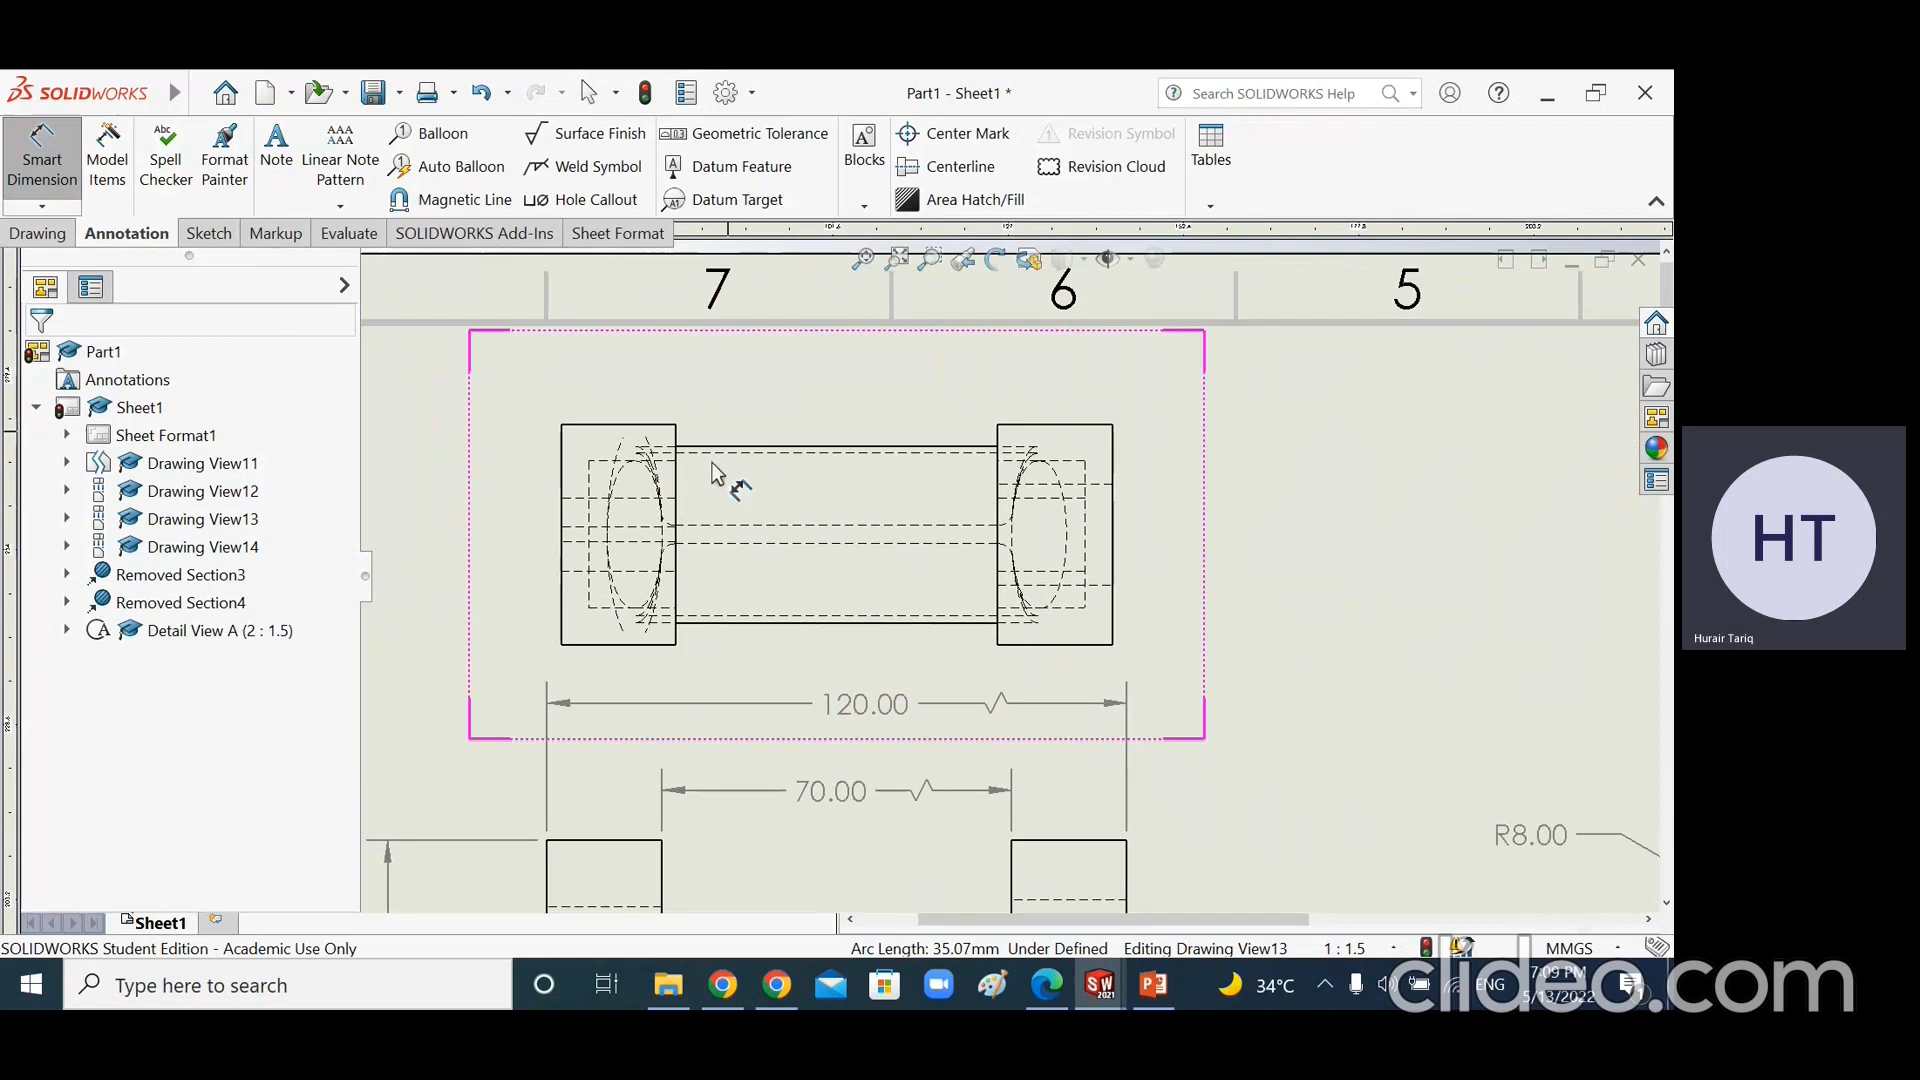 SOLIDWORKS
Part1 - Sheet1 *
Search SOLIDWORKS Help
Smart Dimension
Model Items
Spell Checker
Format Painter
Note
Linear Note Pattern
Balloon
Auto Balloon
Magnetic Line
Surface Finish
Weld Symbol
Hole Callout
Geometric Tolerance
Datum Feature
Datum Target
Blocks
Center Mark
Centerline
Area Hatch/Fill
Revision Symbol
Revision Cloud
Tables
Drawing
Annotation
Sketch
Markup
Evaluate
SOLIDWORKS Add-Ins
Sheet Format
7
6
5
Part1
Annotations
Sheet1
Sheet Format1
Drawing View11
Drawing View12
Drawing View13
Drawing View14
Removed Section3
Removed Section4
Detail View A (2 : 1.5)
120.00
70.00
R8.00
HT
Hurair Tariq
Sheet1
SOLIDWORKS Student Edition - Academic Use Only
Arc Length: 35.07mm
Under Defined
Editing Drawing View13
1 : 1.5
MMGS
Type here to search
34°C
ENG
7:09 PM
5/13/2022
clideo.com